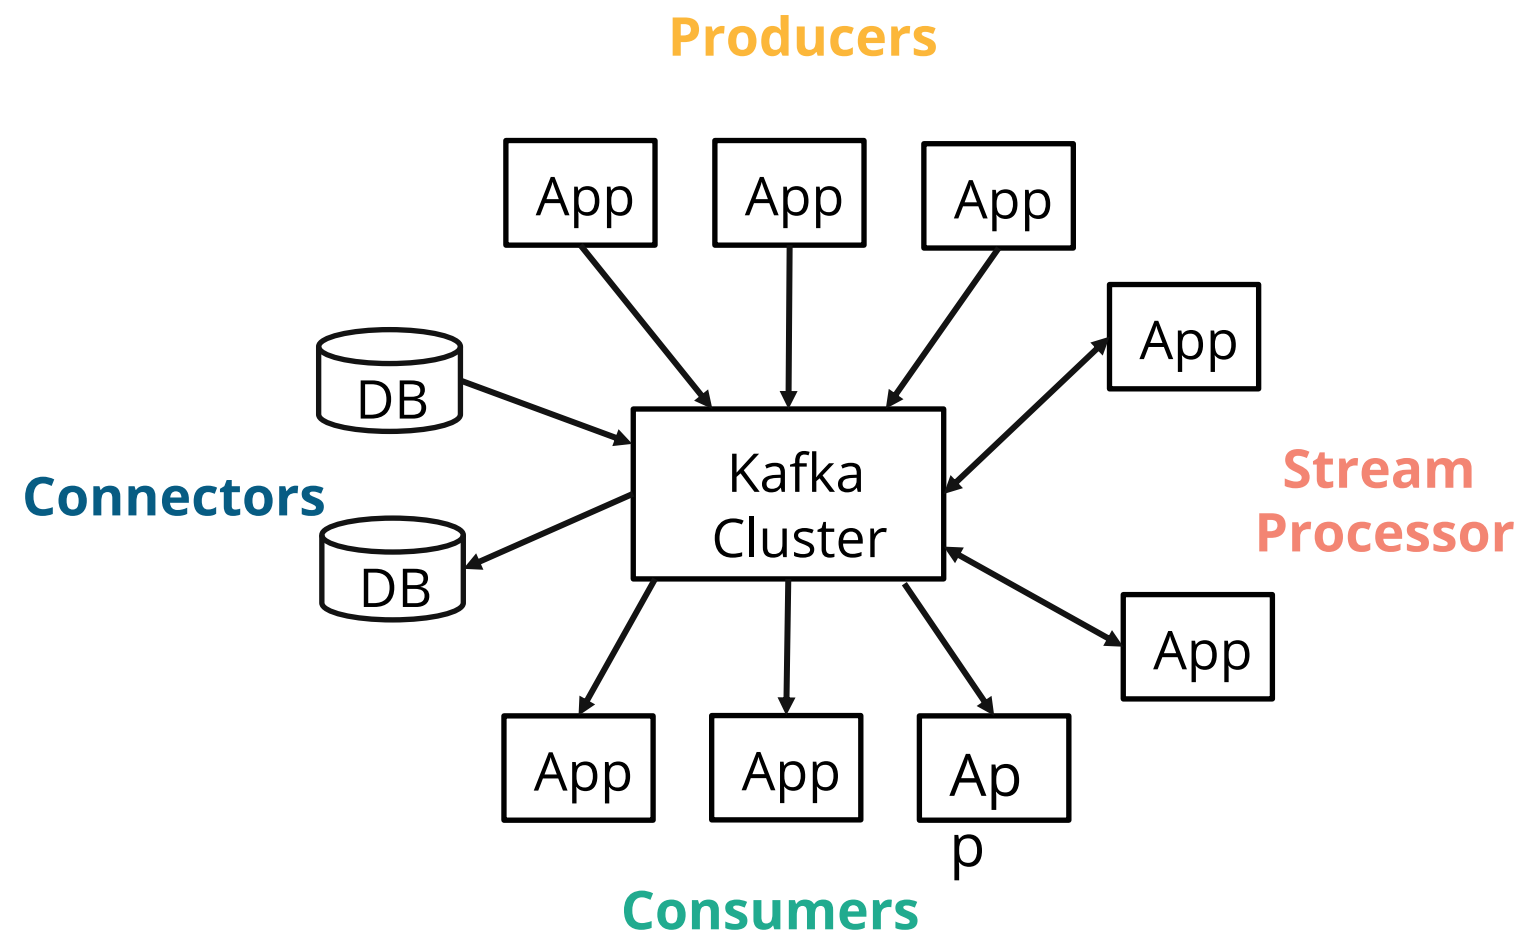 Producers
App
App
App
App
DB
Kafka
Cluster
Connectors
Stream
Processor
DB
App
App
App
Ap
p
Consumers